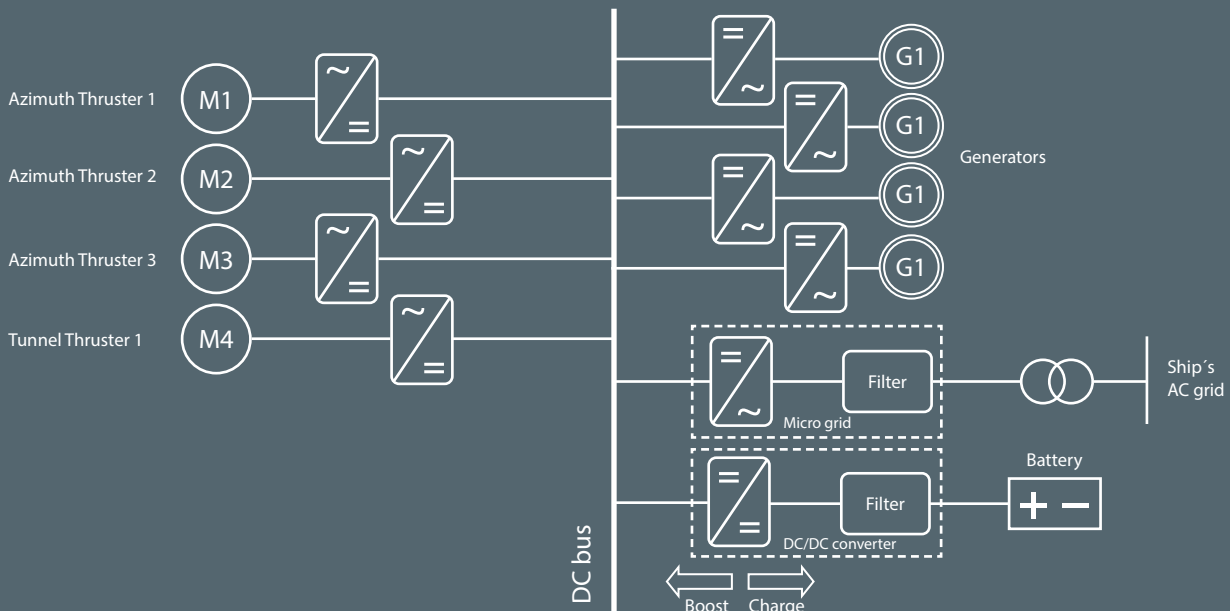 Azimuth Thruster 1
M1
Azimuth Thruster 2
M2
Azimuth Thruster 3
M3
Tunnel Thruster 1
M4
DC bus
G1
G1
G1
G1
Generators
Filter
Micro grid
Ship´s
AC grid
Filter
DC/DC converter
Battery
+ −
Boost
Charge